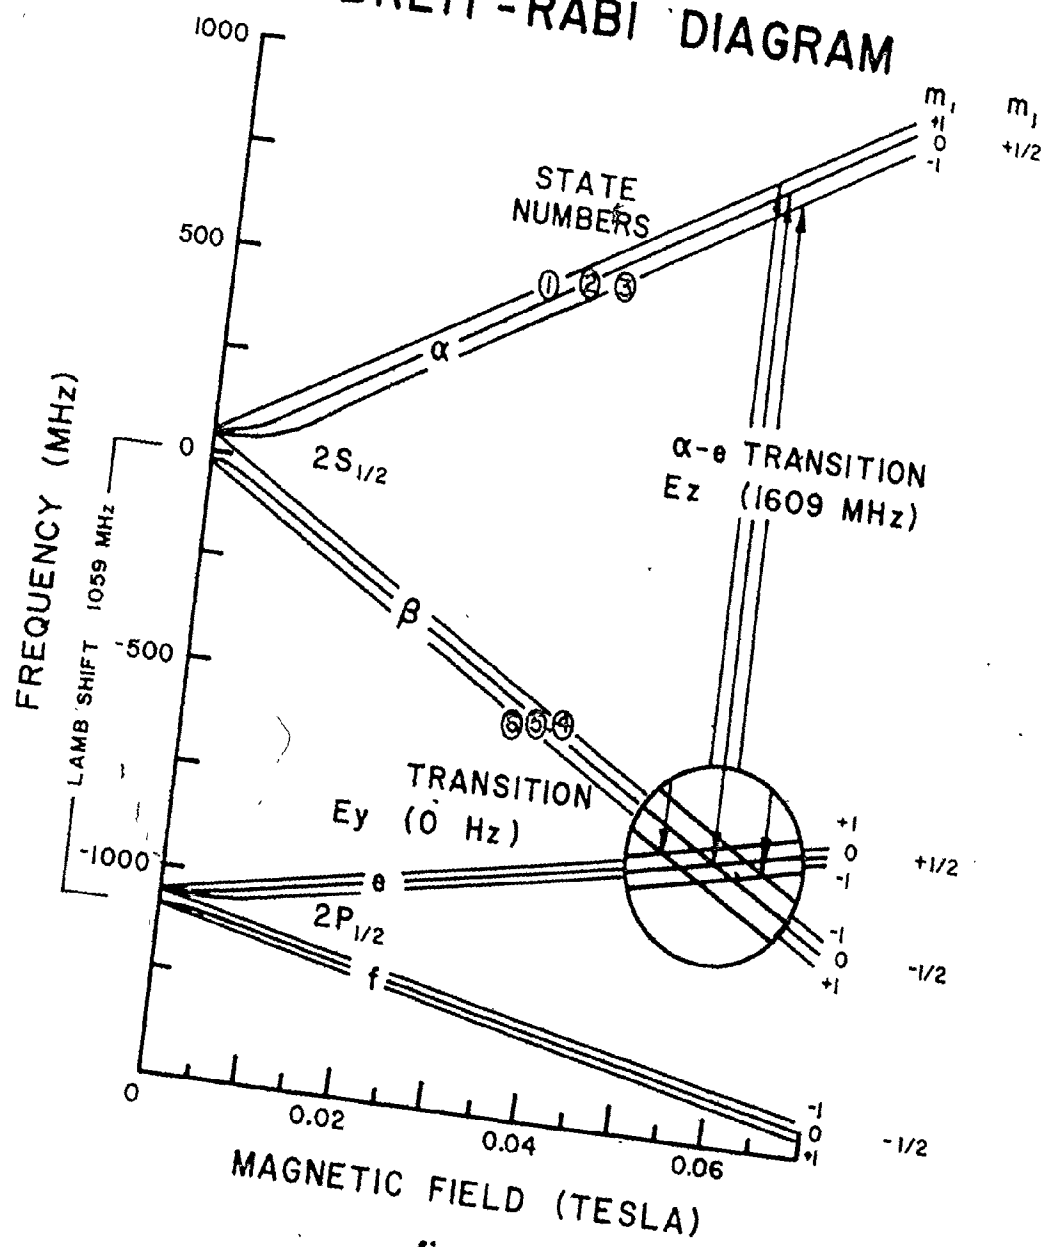 BREIT-RABI DIAGRAM
1000
500
0
-500
-1000
FREQUENCY (MHz)
LAMB SHIFT 1059 MHz
STATE
NUMBERS
① ② ③
α
2S1/2
mI mJ
+1
0 +1/2
-1
α-e TRANSITION
Ez (1609 MHz)
β
⑥ ⑤ ④
TRANSITION
Ey (0 Hz)
e
2P1/2
f
+1
0 +1/2
-1
-1
0 -1/2
+1
-1
0 -1/2
+1
0
0.02
0.04
0.06
MAGNETIC FIELD (TESLA)